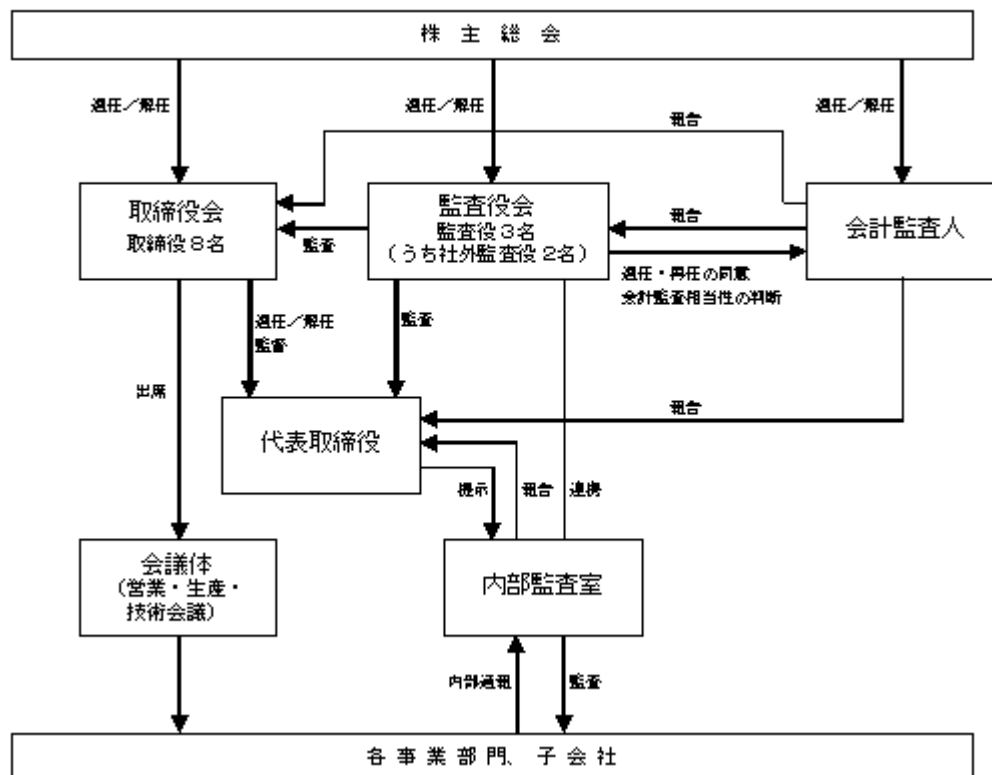 株主総会
選任／解任
選任／解任
選任／解任
報告
取締役会
取締役８名
監査役会
監査役３名
（うち社外監査役２名）
会計監査人
監査
報告
選任・再任の同意
会計監査相当性の判断
選任／解任
監督
監査
出席
報告
代表取締役
提示
報告
連携
会議体
（営業・生産・
技術会議）
内部監査室
内部通報
監査
各事業部門、子会社